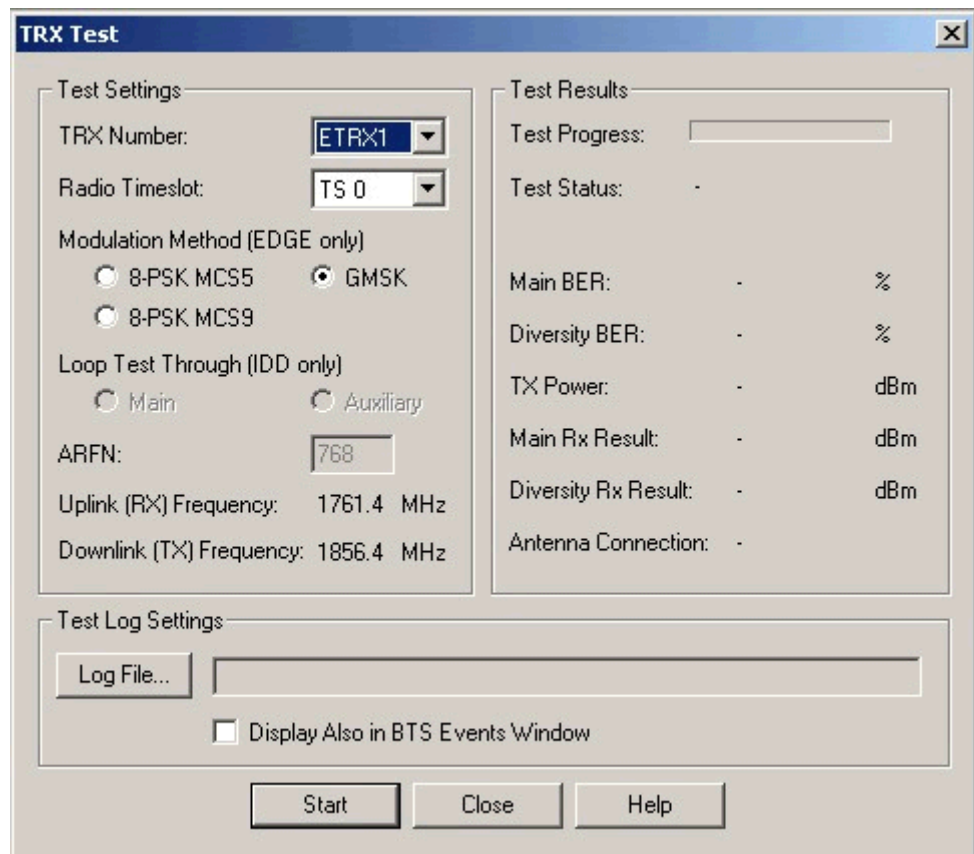 TRX Test
Test Settings
TRX Number: ETRX1
Radio Timeslot: TS 0
Modulation Method (EDGE only)
8-PSK MCS5 GMSK
8-PSK MCS9
Loop Test Through (IDD only)
Main Auxiliary
ARFN: 768
Uplink (RX) Frequency: 1761.4 MHz
Downlink (TX) Frequency: 1856.4 MHz
Test Results
Test Progress:
Test Status: -
Main BER: - %
Diversity BER: - %
TX Power: - dBm
Main Rx Result: - dBm
Diversity Rx Result: - dBm
Antenna Connection: -
Test Log Settings
Log File...
Display Also in BTS Events Window
Start Close Help